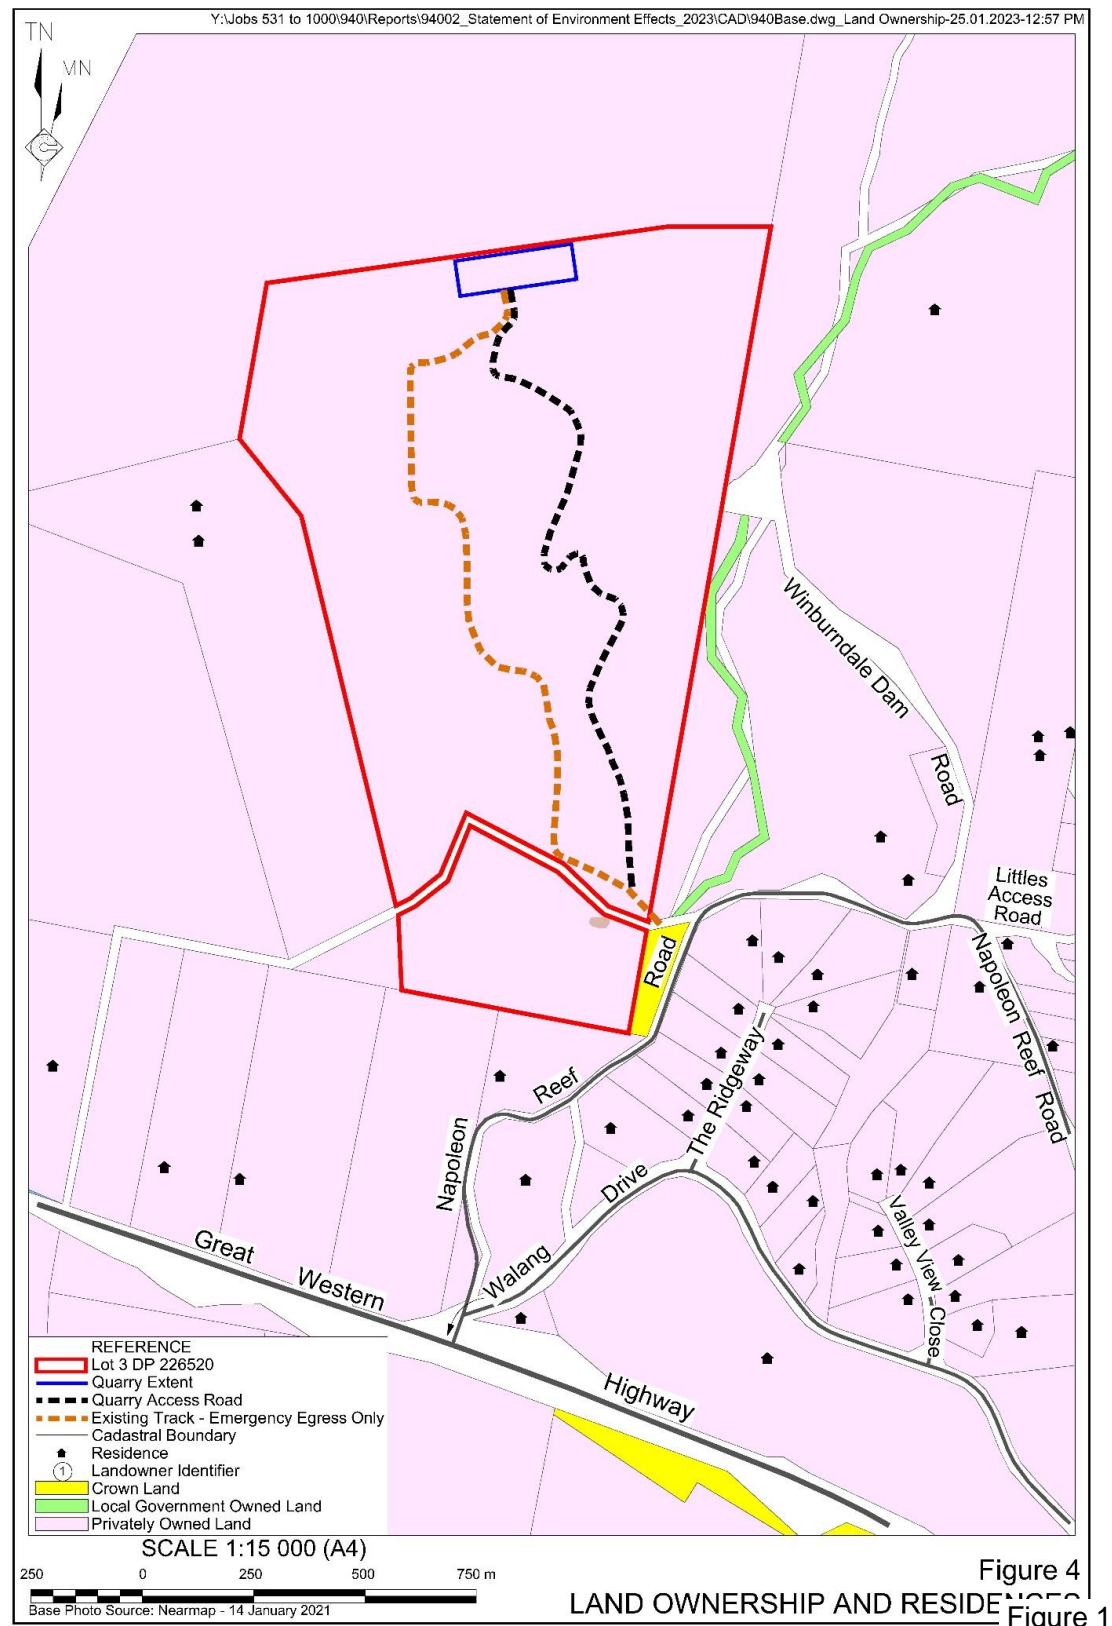 Y:\Jobs 531 to 1000\940\Reports\94002_Statement of Environment Effects_2023\CAD\940Base.dwg_Land Ownership-25.01.2023-12:57 PM
TN
MN
Winburndale Dam
Road
Littles
Access
Road
Napoleon Reef Road
Road
The Ridgeway
Reef
Napoleon
Drive
Walang
Valley View
Close
Great
Western
Highway
REFERENCE
Lot 3 DP 226520
Quarry Extent
Quarry Access Road
Existing Track - Emergency Egress Only
Cadastral Boundary
Residence
1 Landowner Identifier
Crown Land
Local Government Owned Land
Privately Owned Land
SCALE 1:15 000 (A4)
250 0 250 500 750 m
Base Photo Source: Nearmap - 14 January 2021
Figure 4
LAND OWNERSHIP AND RESIDENCES
Figure 1